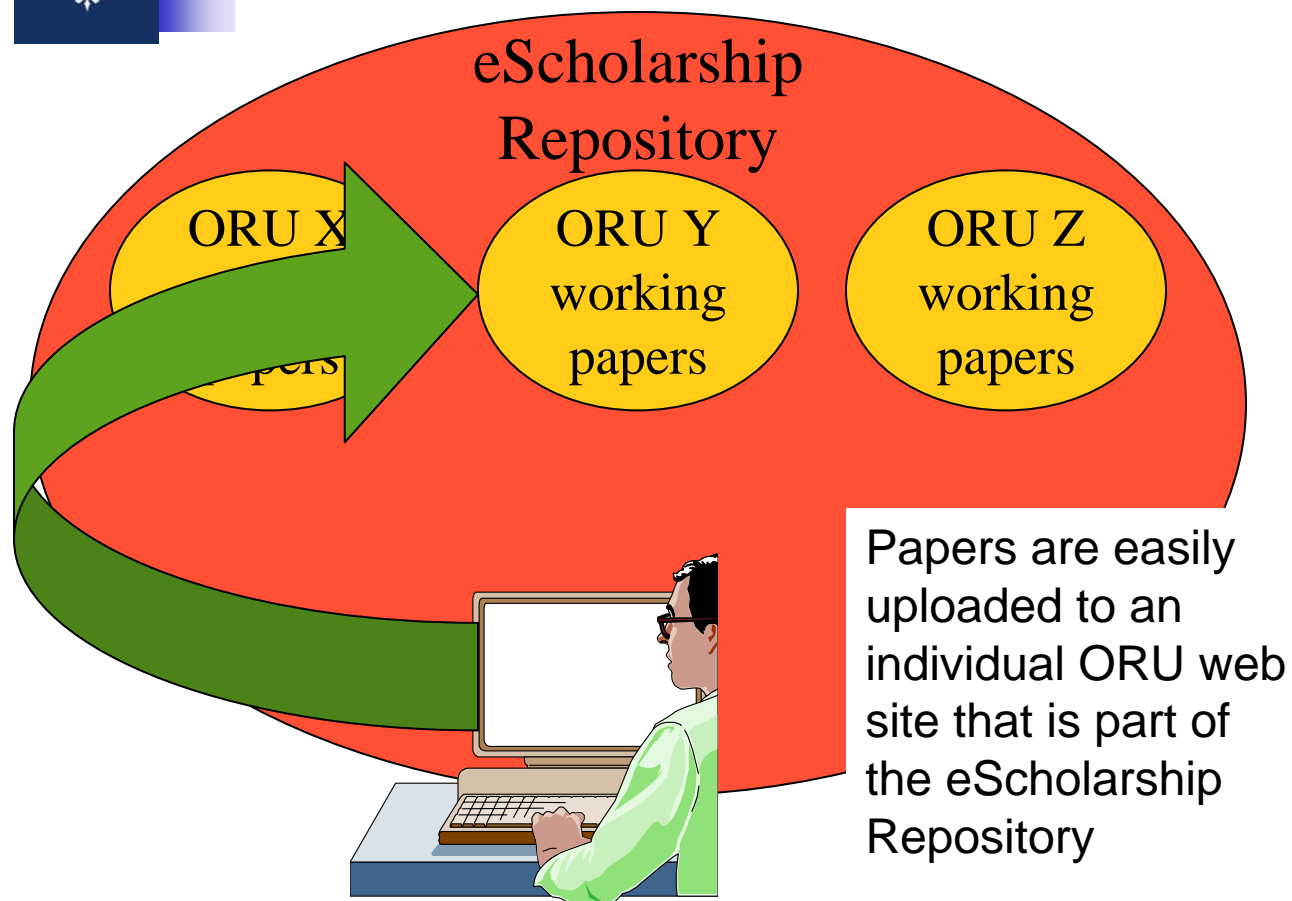 eScholarship
Repository
ORU X
papers
ORU Y
working
papers
ORU Z
working
papers
Papers are easily
uploaded to an
individual ORU web
site that is part of
the eScholarship
Repository